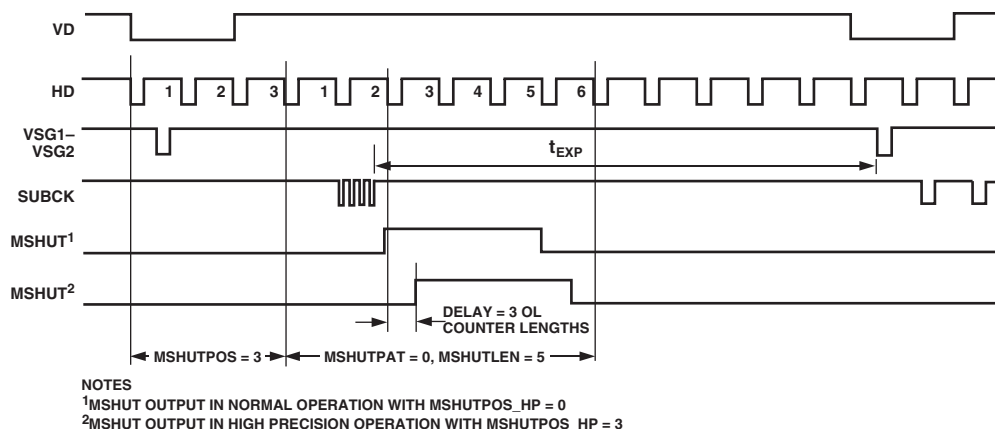 VD
HD
1 2 3 1 2 3 4 5 6
VSG1–
VSG2
tEXP
SUBCK
MSHUT1
MSHUT2
DELAY = 3 OL
COUNTER LENGTHS
MSHUTPOS = 3
MSHUTPAT = 0, MSHUTLEN = 5
NOTES
1MSHUT OUTPUT IN NORMAL OPERATION WITH MSHUTPOS_HP = 0
2MSHUT OUTPUT IN HIGH PRECISION OPERATION WITH MSHUTPOS_HP = 3